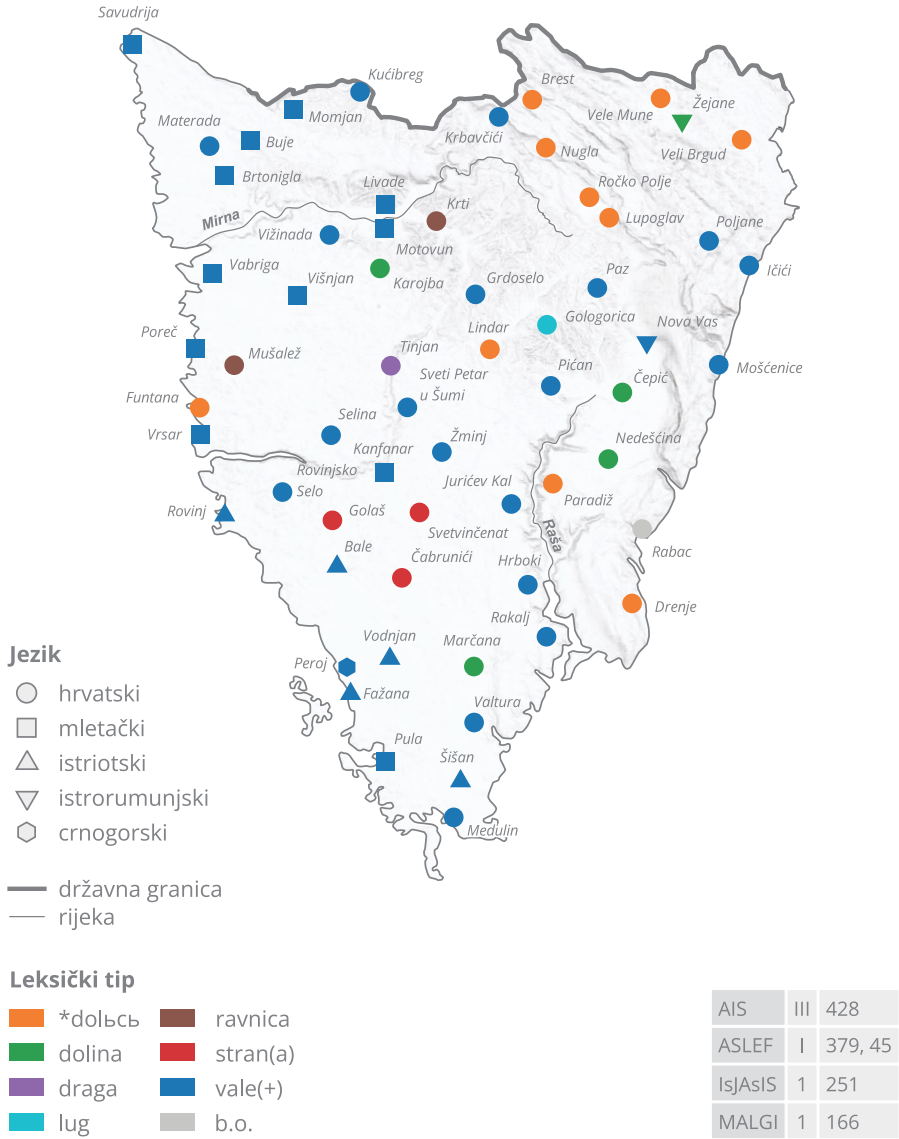 Savudrija
Kućibreg
Brest
Momjan
Vele Mune
Žejane
Materada
Krbavčići
Buje
Nugla
Veli Brgud
Brtonigla
Livade
Ročko Polje
Mirna
Krti
Lupoglav
Poljane
Vižinada
Motovun
Vabriga
Karojba
Grdoselo
Paz
Ičići
Višnjan
Lindar
Gologorica
Nova Vas
Poreč
Mušalež
Tinjan
Pićan
Mošćenice
Sveti Petar
u Šumi
Čepić
Funtana
Selina
Vrsar
Kanfanar
Žminj
Nedešćina
Rovinjsko
Selo
Jurićev Kal
Paradiž
Rovinj
Golaš
Svetvinčenat
Raša
Rabac
Bale
Čabrunići
Hrboki
Drenje
Rakalj
Vodnjan
Marčana
Peroj
Fažana
Valtura
Pula
Šišan
Medulin
Jezik
hrvatski
mletački
istriotski
istrorumunjski
crnogorski
državna granica
rijeka
Leksički tip
*dolьcь
ravnica
dolina
stran(a)
draga
vale(+)
lug
b.o.
AIS III 428
ASLEF I 379, 45
IsJAsIS 1 251
MALGI 1 166